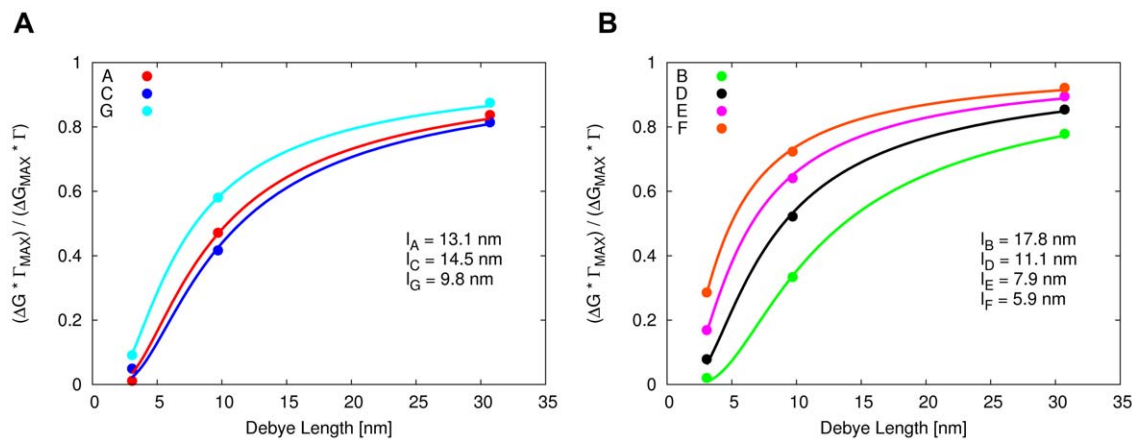 A
B
1
0.8
0.6
0.4
0.2
0
0 5 10 15 20 25 30 35
(ΔG * Γ_MAX) / (ΔG_MAX * Γ)
Debye Length [nm]
A
C
G
I_A = 13.1 nm
I_C = 14.5 nm
I_G = 9.8 nm
1
0.8
0.6
0.4
0.2
0
0 5 10 15 20 25 30 35
(ΔG * Γ_MAX) / (ΔG_MAX * Γ)
Debye Length [nm]
B
D
E
F
I_B = 17.8 nm
I_D = 11.1 nm
I_E = 7.9 nm
I_F = 5.9 nm